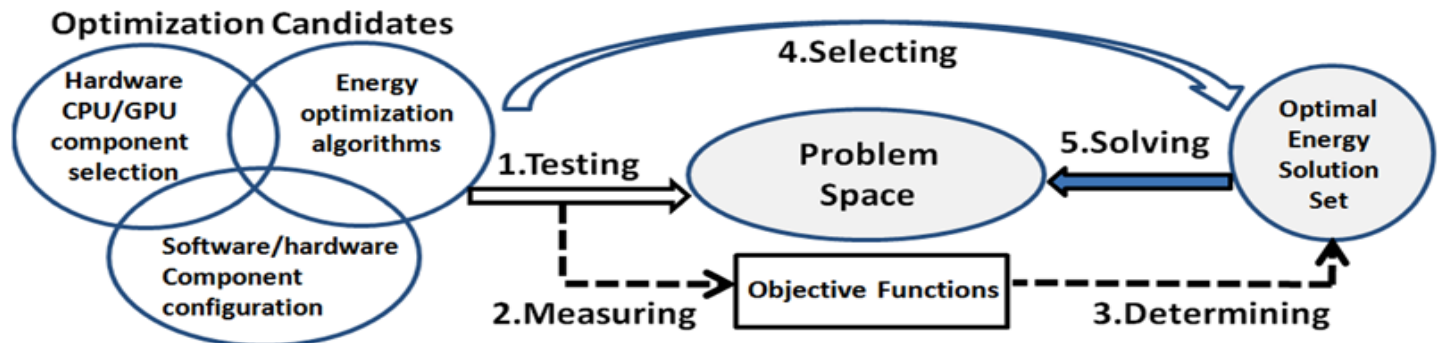 Optimization Candidates
Hardware
CPU/GPU
component
selection
Energy
optimization
algorithms
Software/hardware
Component
configuration
1.Testing
2.Measuring
4.Selecting
Problem
Space
Objective Functions
5.Solving
3.Determining
Optimal
Energy
Solution
Set